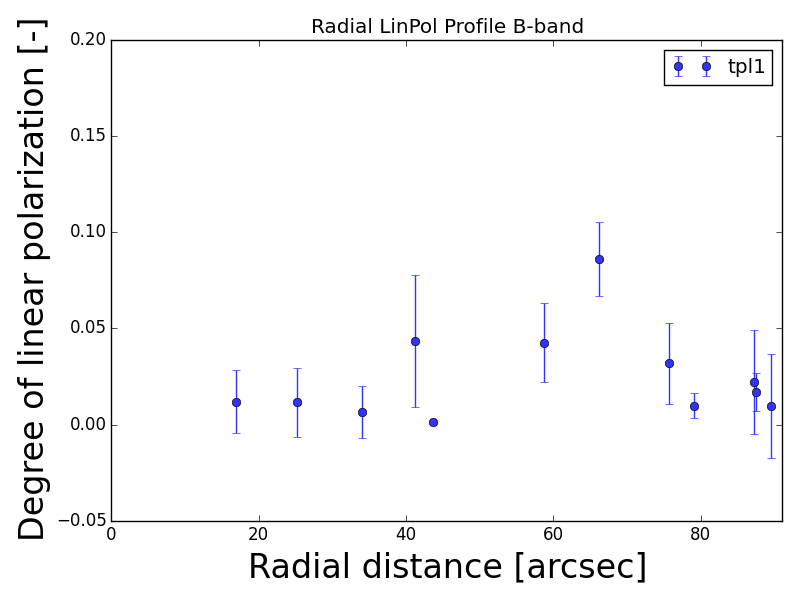 Radial LinPol Profile B-band
Degree of linear polarization [-]
0.20
0.15
0.10
0.05
0.00
−0.05
tpl1
0 20 40 60 80
Radial distance [arcsec]